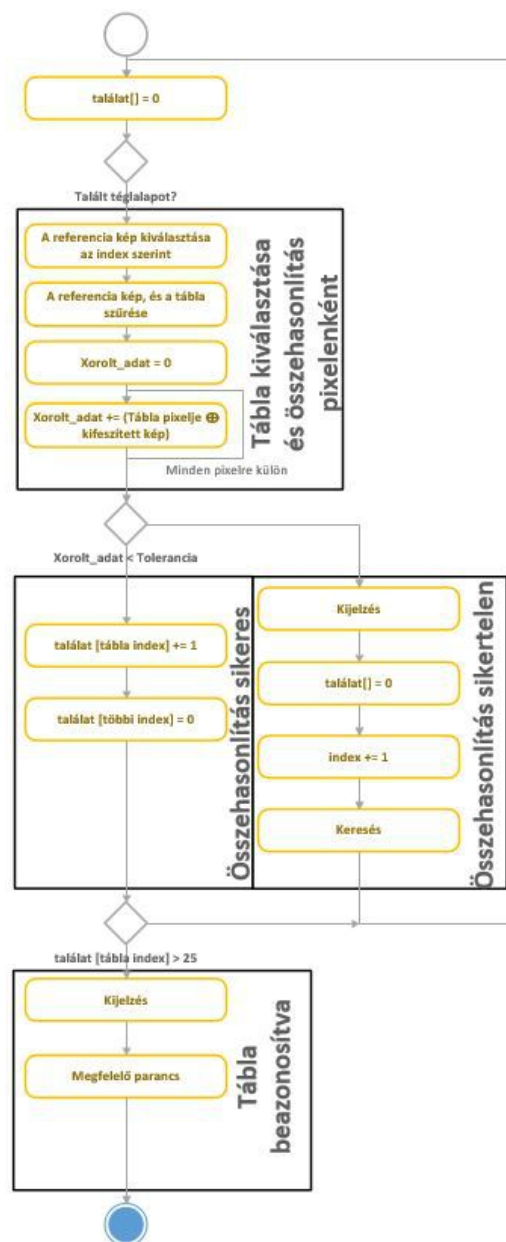 találat[] = 0
Talált téglalapot?
A referencia kép kiválasztása
az index szerint
A referencia kép, és a tábla
szűrése
Xorolt_adat = 0
Xorolt_adat += (Tábla pixelje ⊕
kifeszített kép)
Minden pixelre külön
Tábla kiválasztása
és összehasonlítás
pixelenként
Xorolt_adat < Tolerancia
találat [tábla index] += 1
találat [többi index] = 0
Összehasonlítás sikeres
Kijelzés
találat[] = 0
index += 1
Keresés
Összehasonlítás sikertelen
találat [tábla index] > 25
Kijelzés
Megfelelő parancs
Tábla
beazonosítva